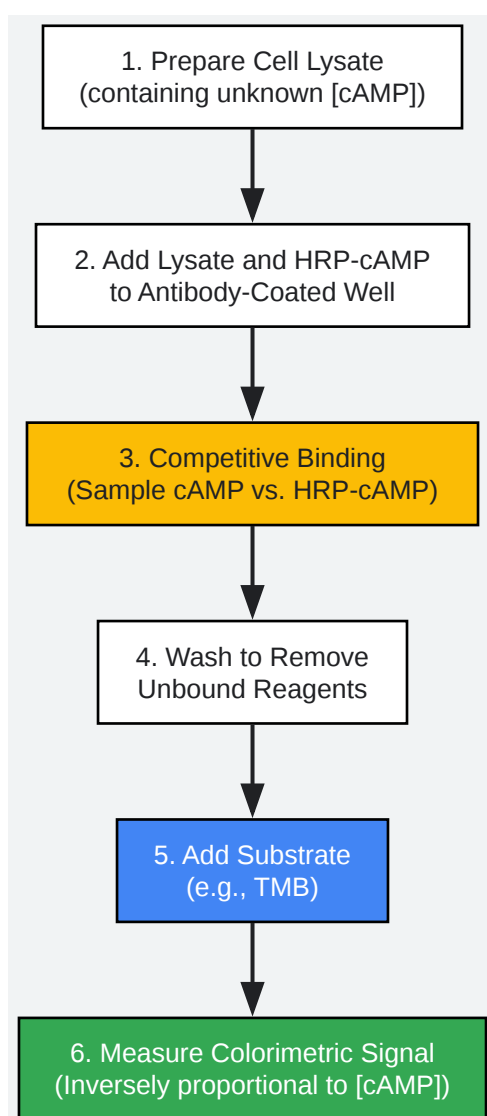 1. Prepare Cell Lysate
(containing unknown [cAMP])
2. Add Lysate and HRP-cAMP
to Antibody-Coated Well
3. Competitive Binding
(Sample cAMP vs. HRP-cAMP)
4. Wash to Remove
Unbound Reagents
5. Add Substrate
(e.g., TMB)
6. Measure Colorimetric Signal
(Inversely proportional to [cAMP])